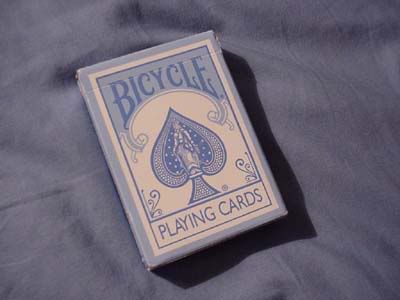 BICYCLE
®
PLAYING CARDS